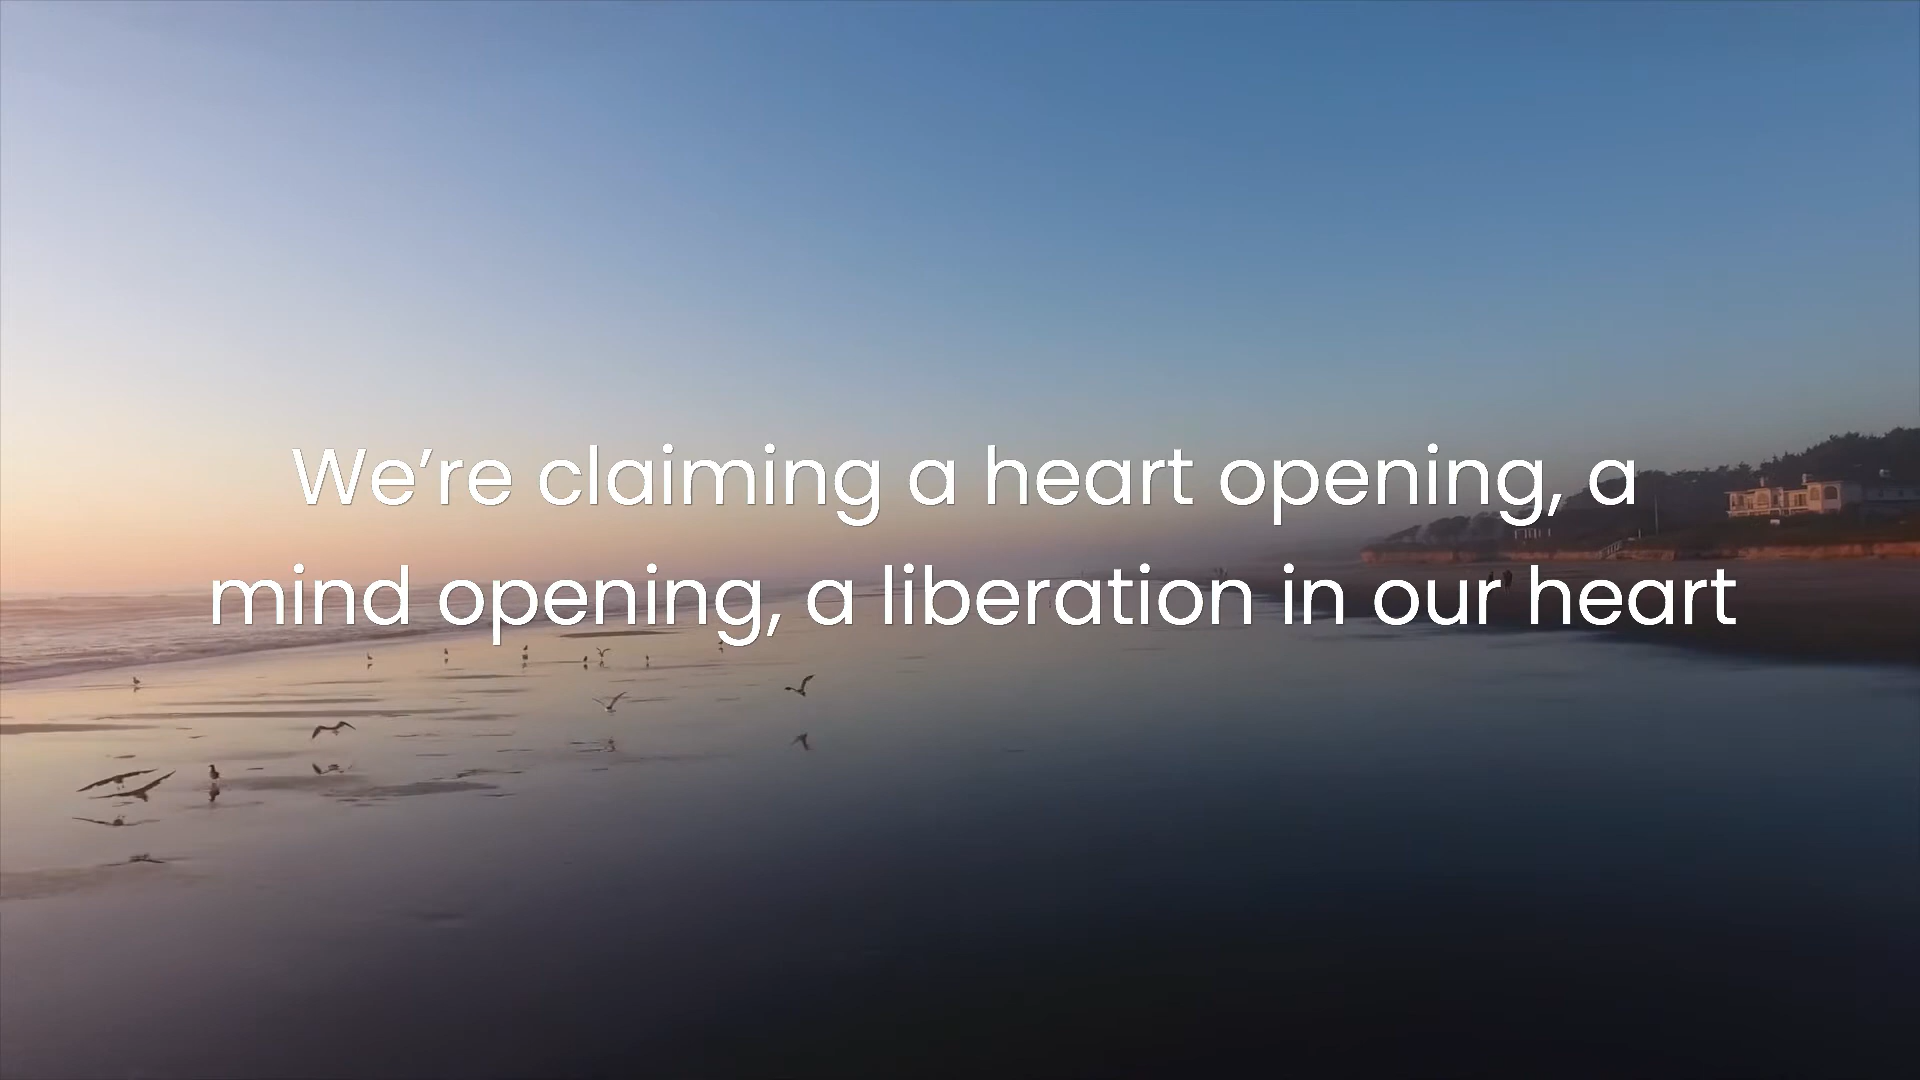 We’re claiming a heart opening, a
mind opening, a liberation in our heart